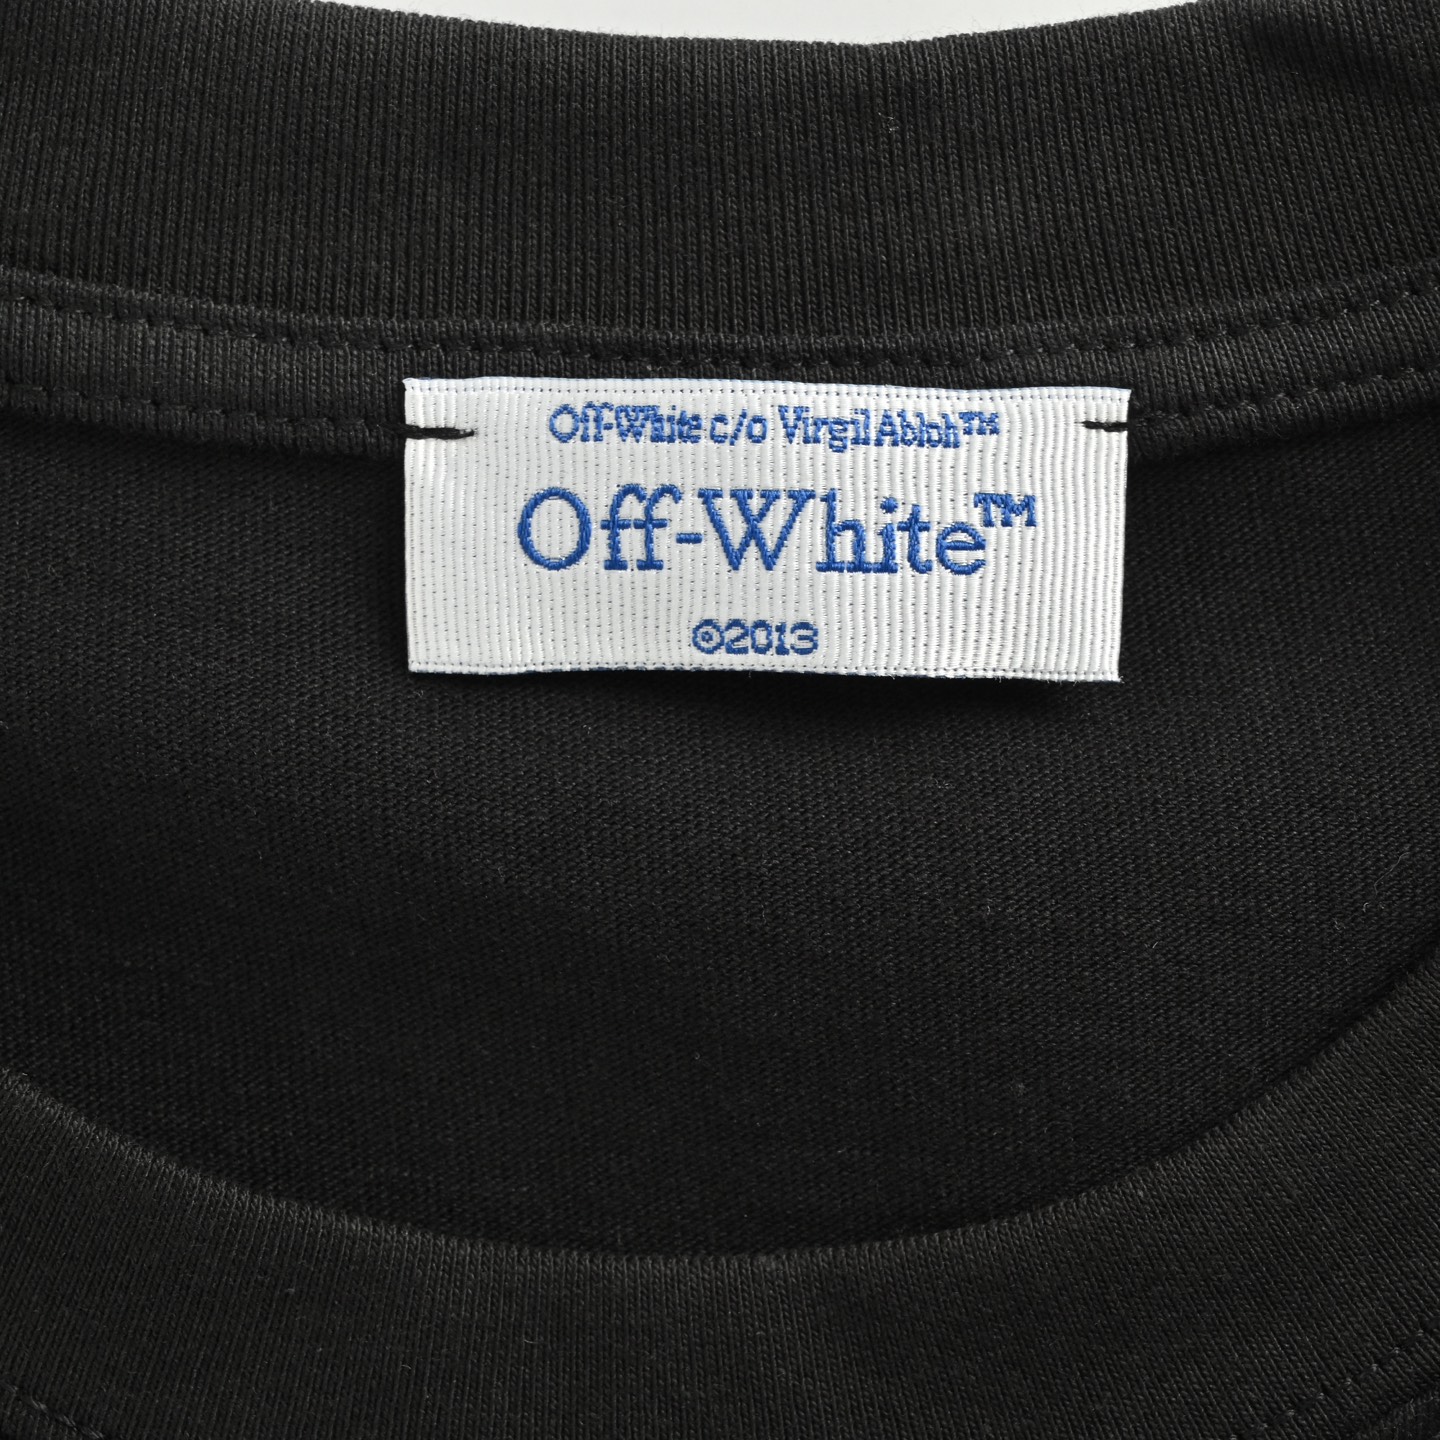 Off-White c/o Virgil Abloh™
Off-White™
©2013